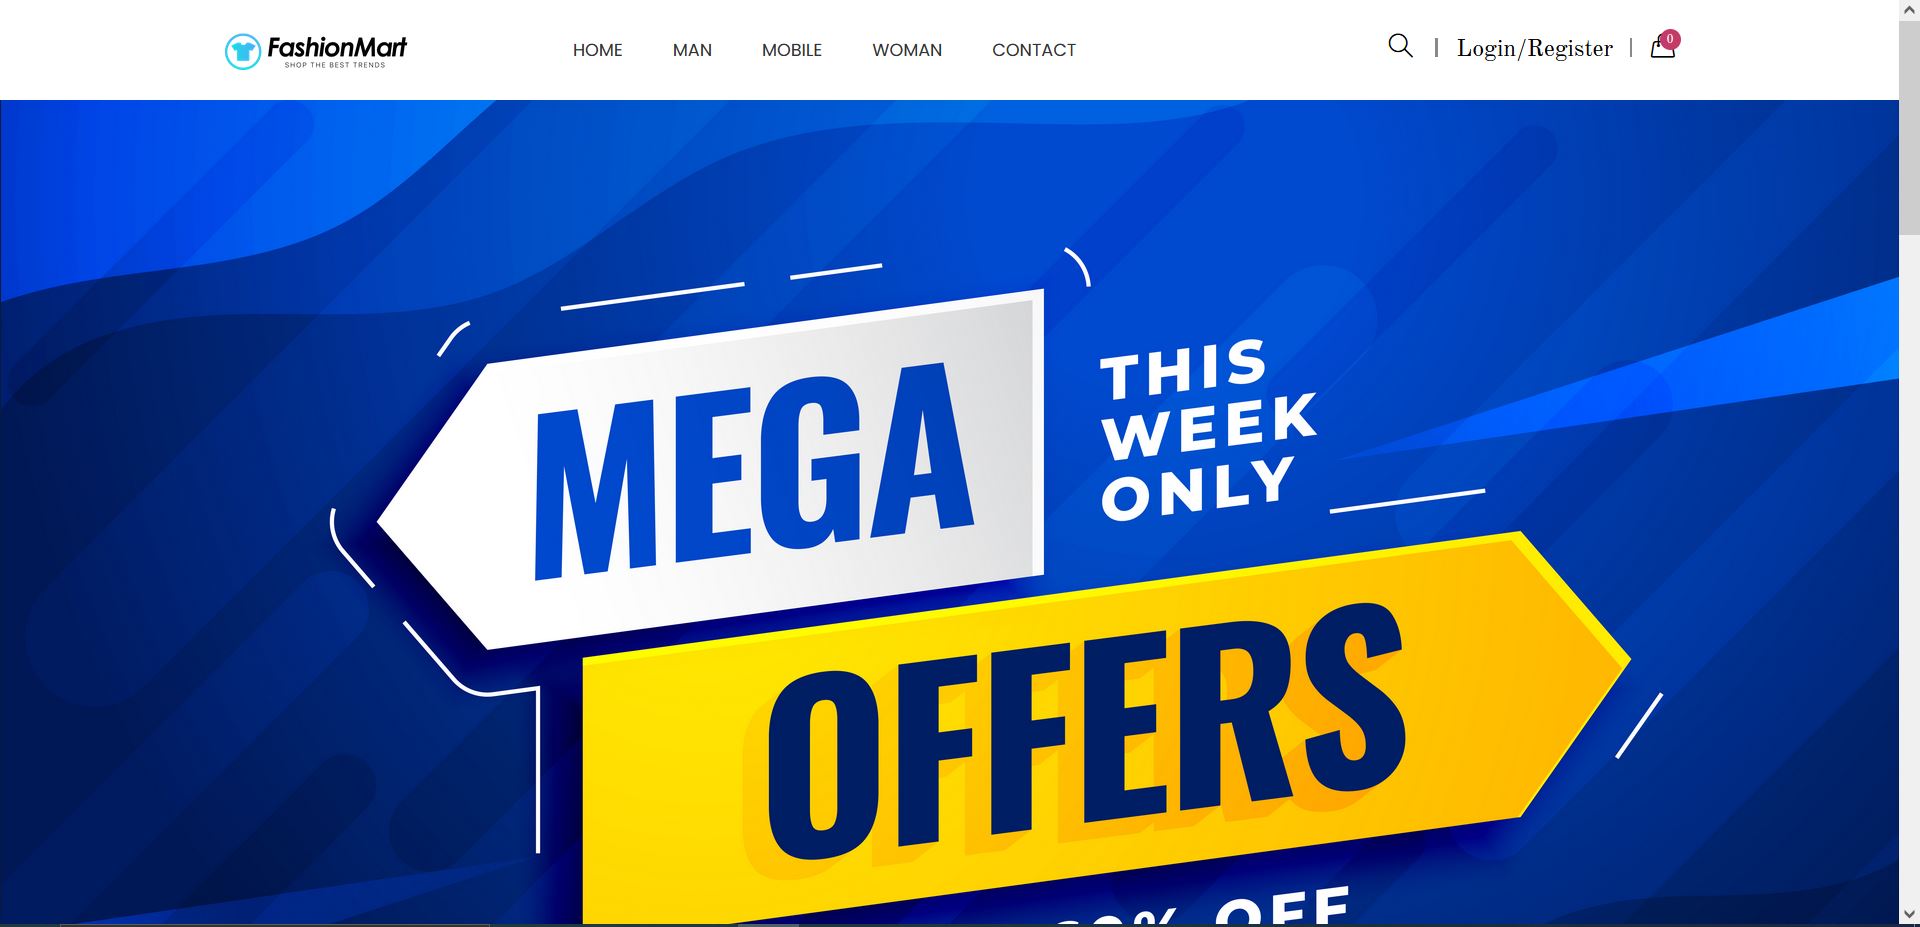 FashionMart
SHOP THE BEST TRENDS
HOME MAN MOBILE WOMAN CONTACT
Login/Register
0
MEGA
THIS
WEEK
ONLY
OFFERS
OFF